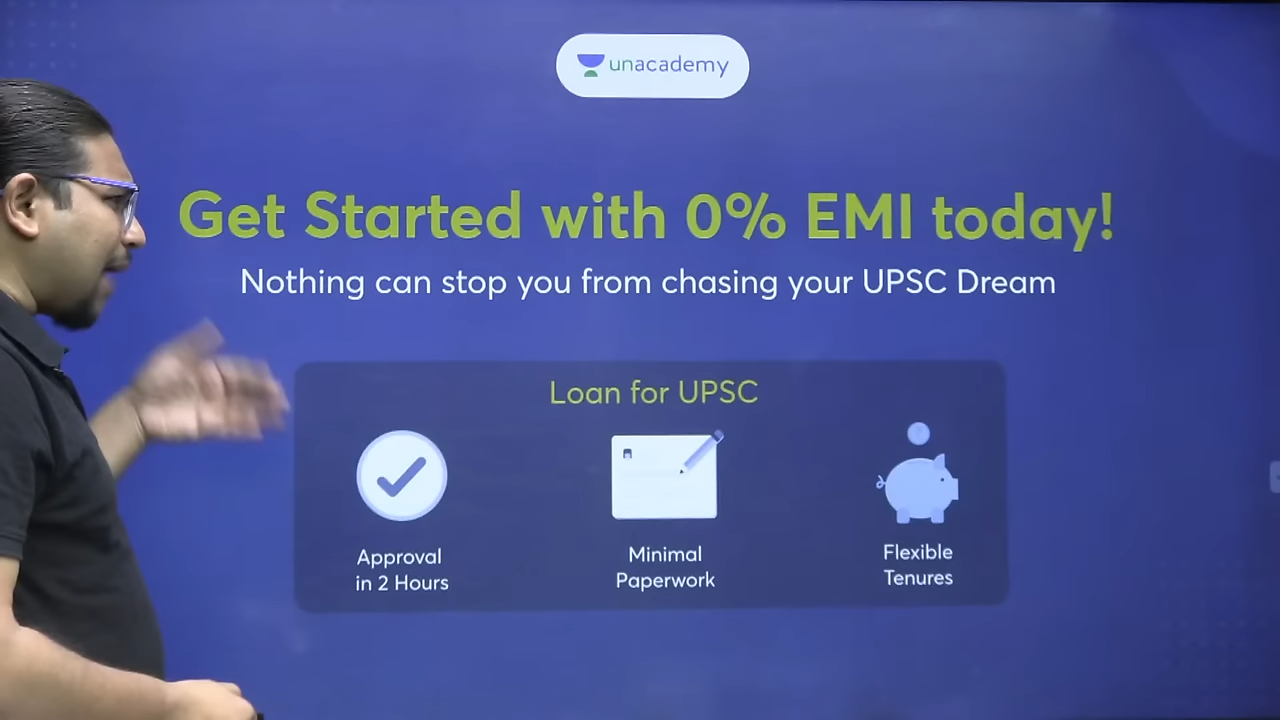 unacademy
Get Started with 0% EMI today!
Nothing can stop you from chasing your UPSC Dream
Loan for UPSC
Approval
in 2 Hours
Minimal
Paperwork
Flexible
Tenures